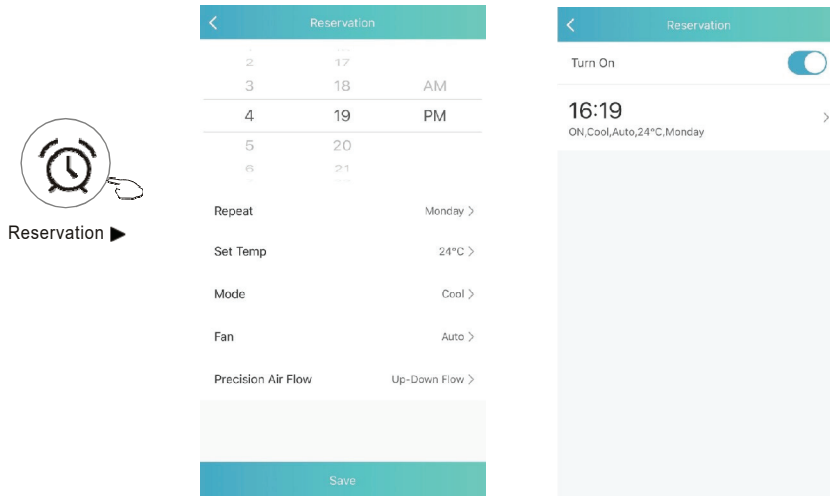 Reservation ▶
Reservation
2 17
3 18 AM
4 19 PM
5 20
6 21
Repeat Monday >
Set Temp 24°C >
Mode Cool >
Fan Auto >
Precision Air Flow Up-Down Flow >
Save
Reservation
Turn On
16:19
ON,Cool,Auto,24°C,Monday